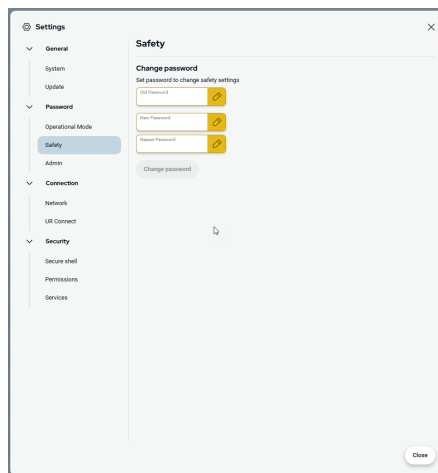 Settings
General
System
Update
Password
Operational Mode
Safety
Admin
Connection
Network
UR Connect
Security
Secure shell
Permissions
Services
Safety
Change password
Set password to change safety settings
Old Password
New Password
Repeat Password
Change password
Close